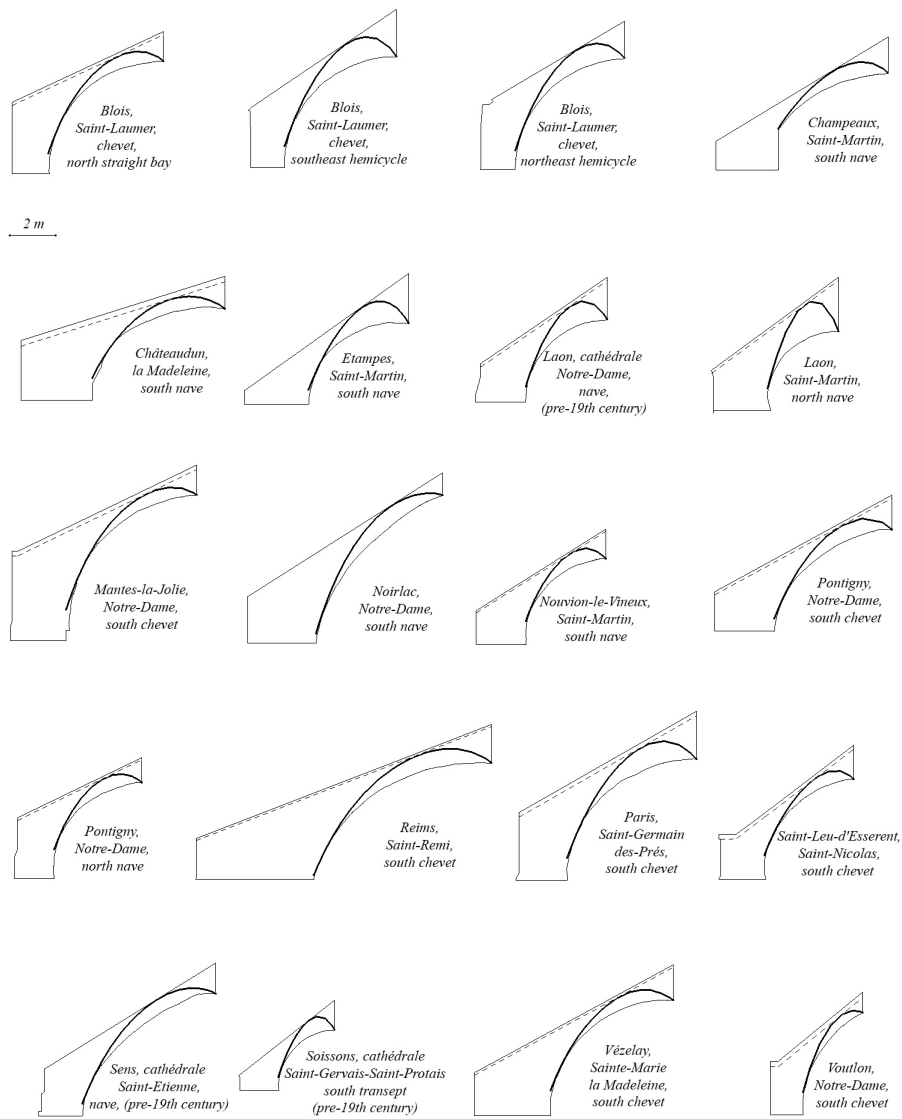 Blois,
Saint-Laumer,
chevet,
north straight bay
Blois,
Saint-Laumer,
chevet,
southeast hemicycle
Blois,
Saint-Laumer,
chevet,
northeast hemicycle
Champeaux,
Saint-Martin,
south nave
2 m
Châteaudun,
la Madeleine,
south nave
Etampes,
Saint-Martin,
south nave
Laon, cathédrale
Notre-Dame,
nave,
(pre-19th century)
Laon,
Saint-Martin,
north nave
Mantes-la-Jolie,
Notre-Dame,
south chevet
Noirlac,
Notre-Dame,
south nave
Nouvion-le-Vineux,
Saint-Martin,
south nave
Pontigny,
Notre-Dame,
south chevet
Pontigny,
Notre-Dame,
north nave
Reims,
Saint-Remi,
south chevet
Paris,
Saint-Germain
des-Prés,
south chevet
Saint-Leu-d'Esserent,
Saint-Nicolas,
south chevet
Sens, cathédrale
Saint-Etienne,
nave, (pre-19th century)
Soissons, cathédrale
Saint-Gervais-Saint-Protais
south transept
(pre-19th century)
Vézelay,
Sainte-Marie
la Madeleine,
south chevet
Voutlon,
Notre-Dame,
south chevet